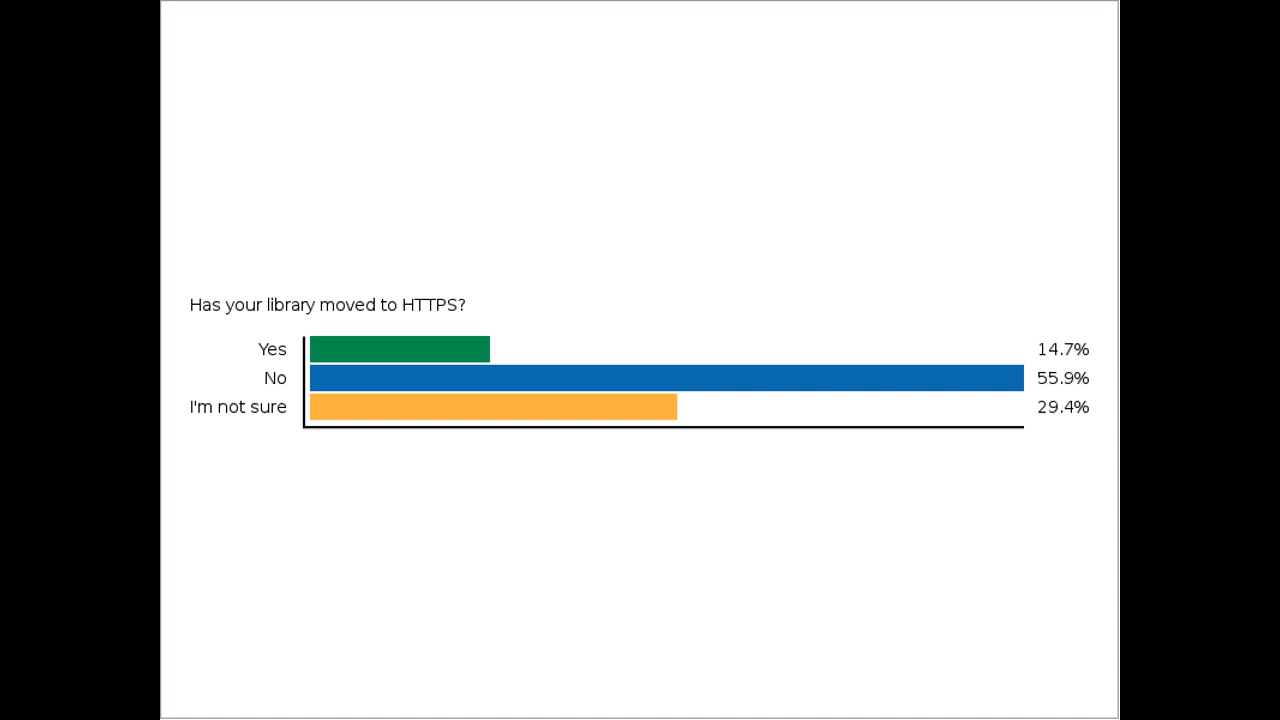 Has your library moved to HTTPS?
Yes 14.7%
No 55.9%
I'm not sure 29.4%